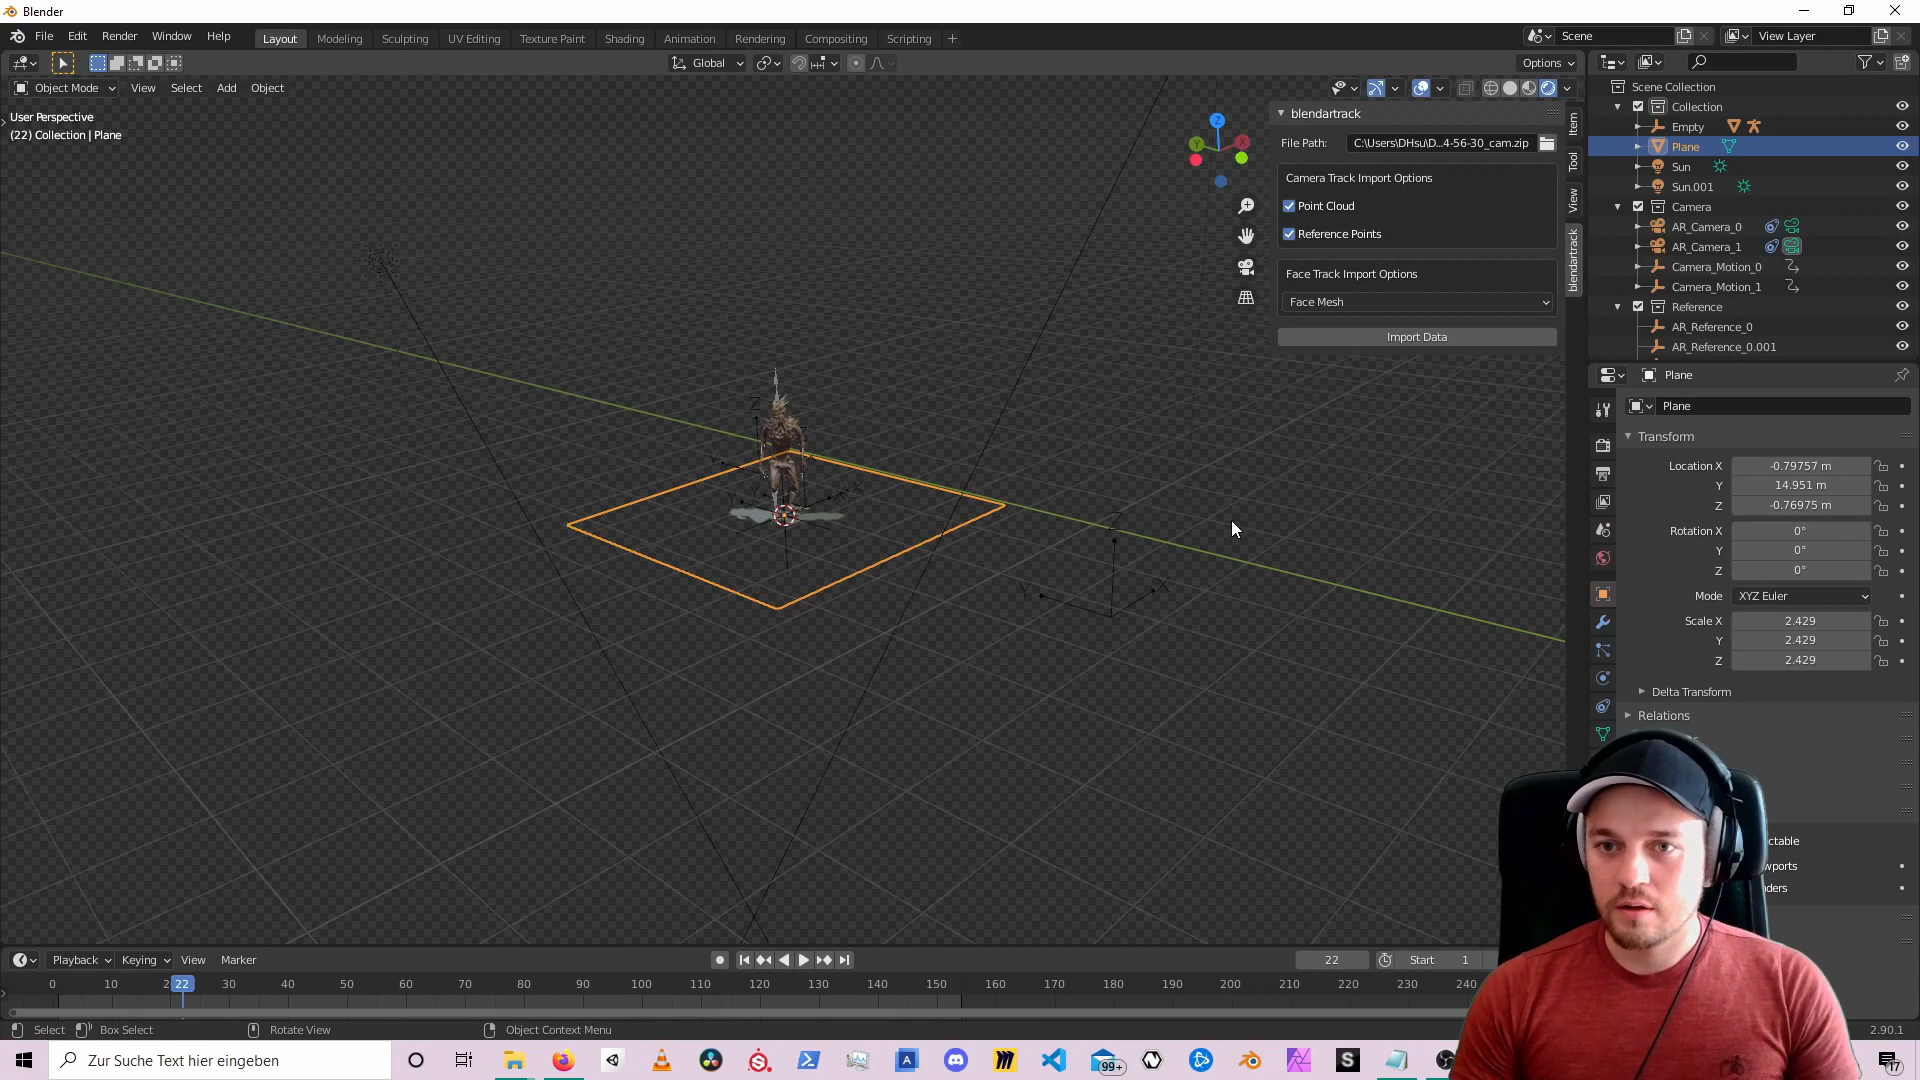 Blender
File Edit Render Window Help Layout Modeling Sculpting UV Editing Texture Paint Shading Animation Rendering Compositing Scripting + Scene View Layer
Global Options
Object Mode View Select Add Object
User Perspective
(22) Collection | Plane
Z
Y
X
blendartrack
File Path: C:\Users\DHsu\D...4-56-30_cam.zip
Camera Track Import Options
Point Cloud
Reference Points
Face Track Import Options
Face Mesh
Import Data
Item
Tool
View
blendartrack
Scene Collection
Collection
Empty
Plane
Sun
Sun.001
Camera
AR_Camera_0
AR_Camera_1
Camera_Motion_0
Camera_Motion_1
Reference
AR_Reference_0
AR_Reference_0.001
Plane
Plane
Transform
Location X -0.79757 m
Y 14.951 m
Z -0.76975 m
Rotation X 0°
Y 0°
Z 0°
Mode XYZ Euler
Scale X 2.429
Y 2.429
Z 2.429
Delta Transform
Relations
ctable
wports
ders
Playback Keying View Marker 22 Start 1
0 10 2 22 30 40 50 60 70 80 90 100 110 120 130 140 150 160 170 180 190 200 210 220 230 240
Select Box Select Rotate View Object Context Menu 2.90.1
Zur Suche Text hier eingeben 99+ 17